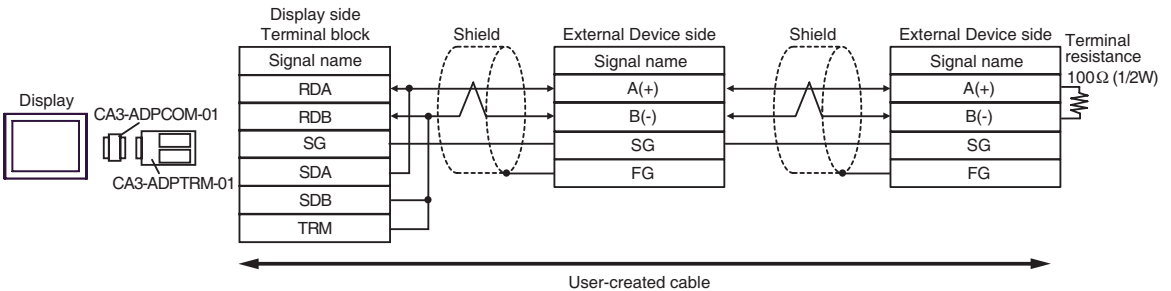 Display side
Terminal block
Shield
External Device side
Shield
External Device side
Terminal
resistance
100Ω (1/2W)
Signal name
RDA
RDB
SG
SDA
SDB
TRM
Signal name
A(+)
B(-)
SG
FG
Signal name
A(+)
B(-)
SG
FG
Display
CA3-ADPCOM-01
CA3-ADPTRM-01
User-created cable